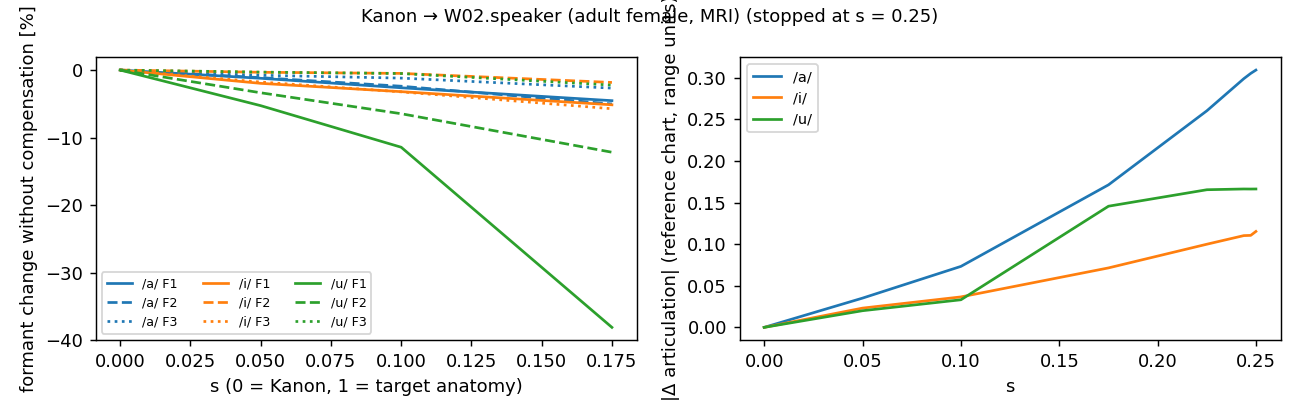 Kanon → W02.speaker (adult female, MRI) (stopped at s = 0.25)
formant change without compensation [%]
0
−10
−20
−30
−40
/a/ F1
/a/ F2
/a/ F3
/i/ F1
/i/ F2
/i/ F3
/u/ F1
/u/ F2
/u/ F3
0.000 0.025 0.050 0.075 0.100 0.125 0.150 0.175
s (0 = Kanon, 1 = target anatomy)
|Δ articulation| (reference chart, range units)
0.30
0.25
0.20
0.15
0.10
0.05
0.00
/a/
/i/
/u/
0.00 0.05 0.10 0.15 0.20 0.25
s